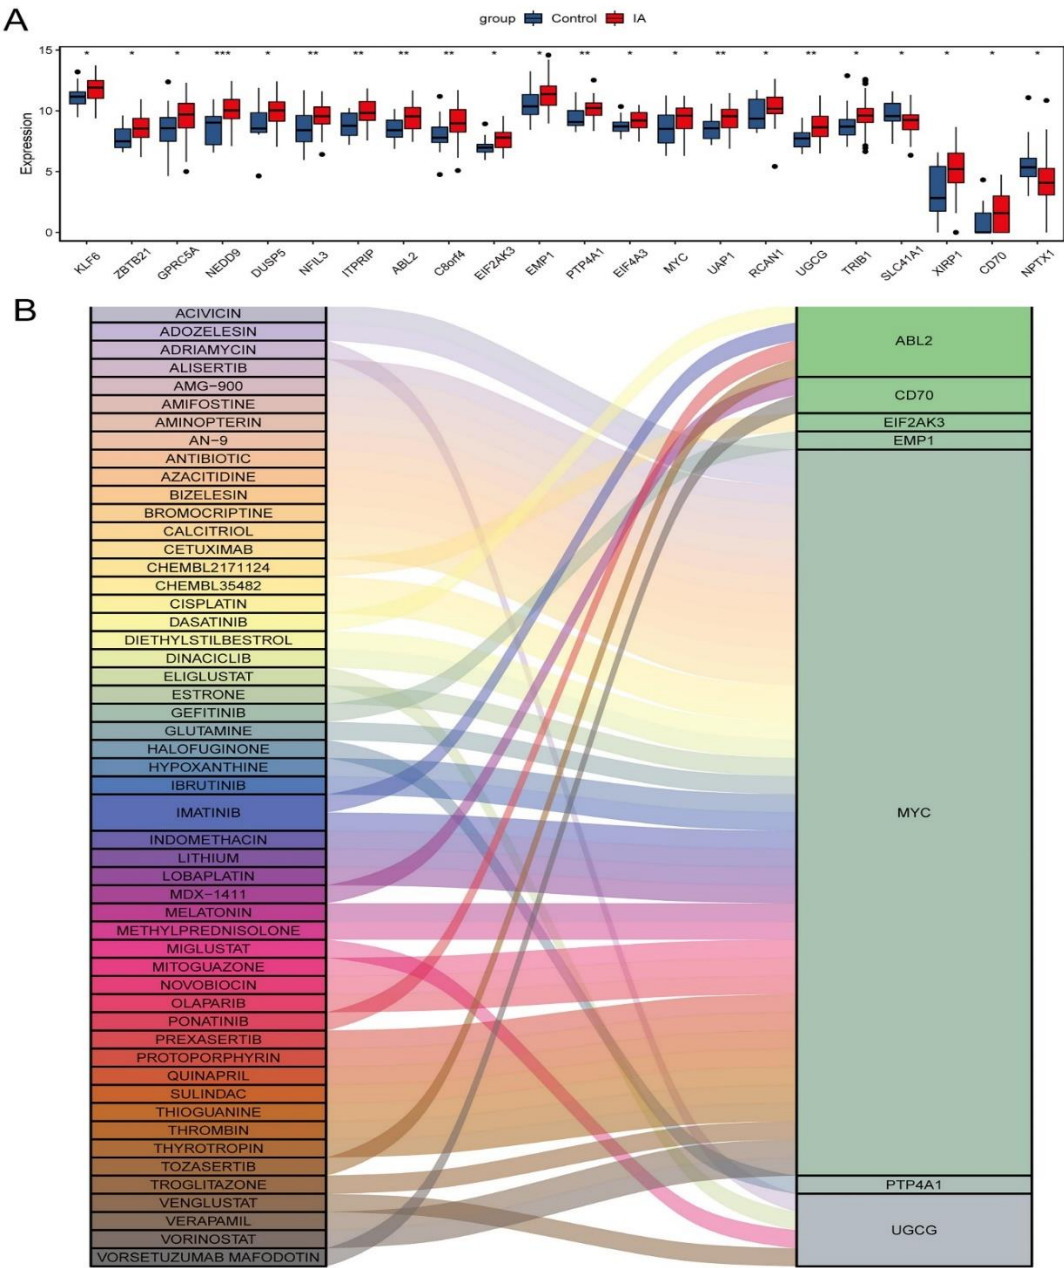 A
group Control IA
15
* * * *** * ** ** ** ** * * ** * * ** * ** * * * * *
10
5
0
Expression
KLF6 ZBTB21 GPRC5A NEDD9 DUSP5 NFIL3 ITPRIP ABL2 C8orf4 EIF2AK3 EMP1 PTP4A1 EIF4A3 MYC UAP1 RCAN1 UGCG TRIB1 SLC41A1 XIRP1 CD70 NPTX1
B
ACIVICIN
ADOZELESIN
ADRIAMYCIN
ALISERTIB
AMG−900
AMIFOSTINE
AMINOPTERIN
AN−9
ANTIBIOTIC
AZACITIDINE
BIZELESIN
BROMOCRIPTINE
CALCITRIOL
CETUXIMAB
CHEMBL2171124
CHEMBL35482
CISPLATIN
DASATINIB
DIETHYLSTILBESTROL
DINACICLIB
ELIGLUSTAT
ESTRONE
GEFITINIB
GLUTAMINE
HALOFUGINONE
HYPOXANTHINE
IBRUTINIB
IMATINIB
INDOMETHACIN
LITHIUM
LOBAPLATIN
MDX−1411
MELATONIN
METHYLPREDNISOLONE
MIGLUSTAT
MITOGUAZONE
NOVOBIOCIN
OLAPARIB
PONATINIB
PREXASERTIB
PROTOPORPHYRIN
QUINAPRIL
SULINDAC
THIOGUANINE
THROMBIN
THYROTROPIN
TOZASERTIB
TROGLITAZONE
VENGLUSTAT
VERAPAMIL
VORINOSTAT
VORSETUZUMAB MAFODOTIN
ABL2
CD70
EIF2AK3
EMP1
MYC
PTP4A1
UGCG